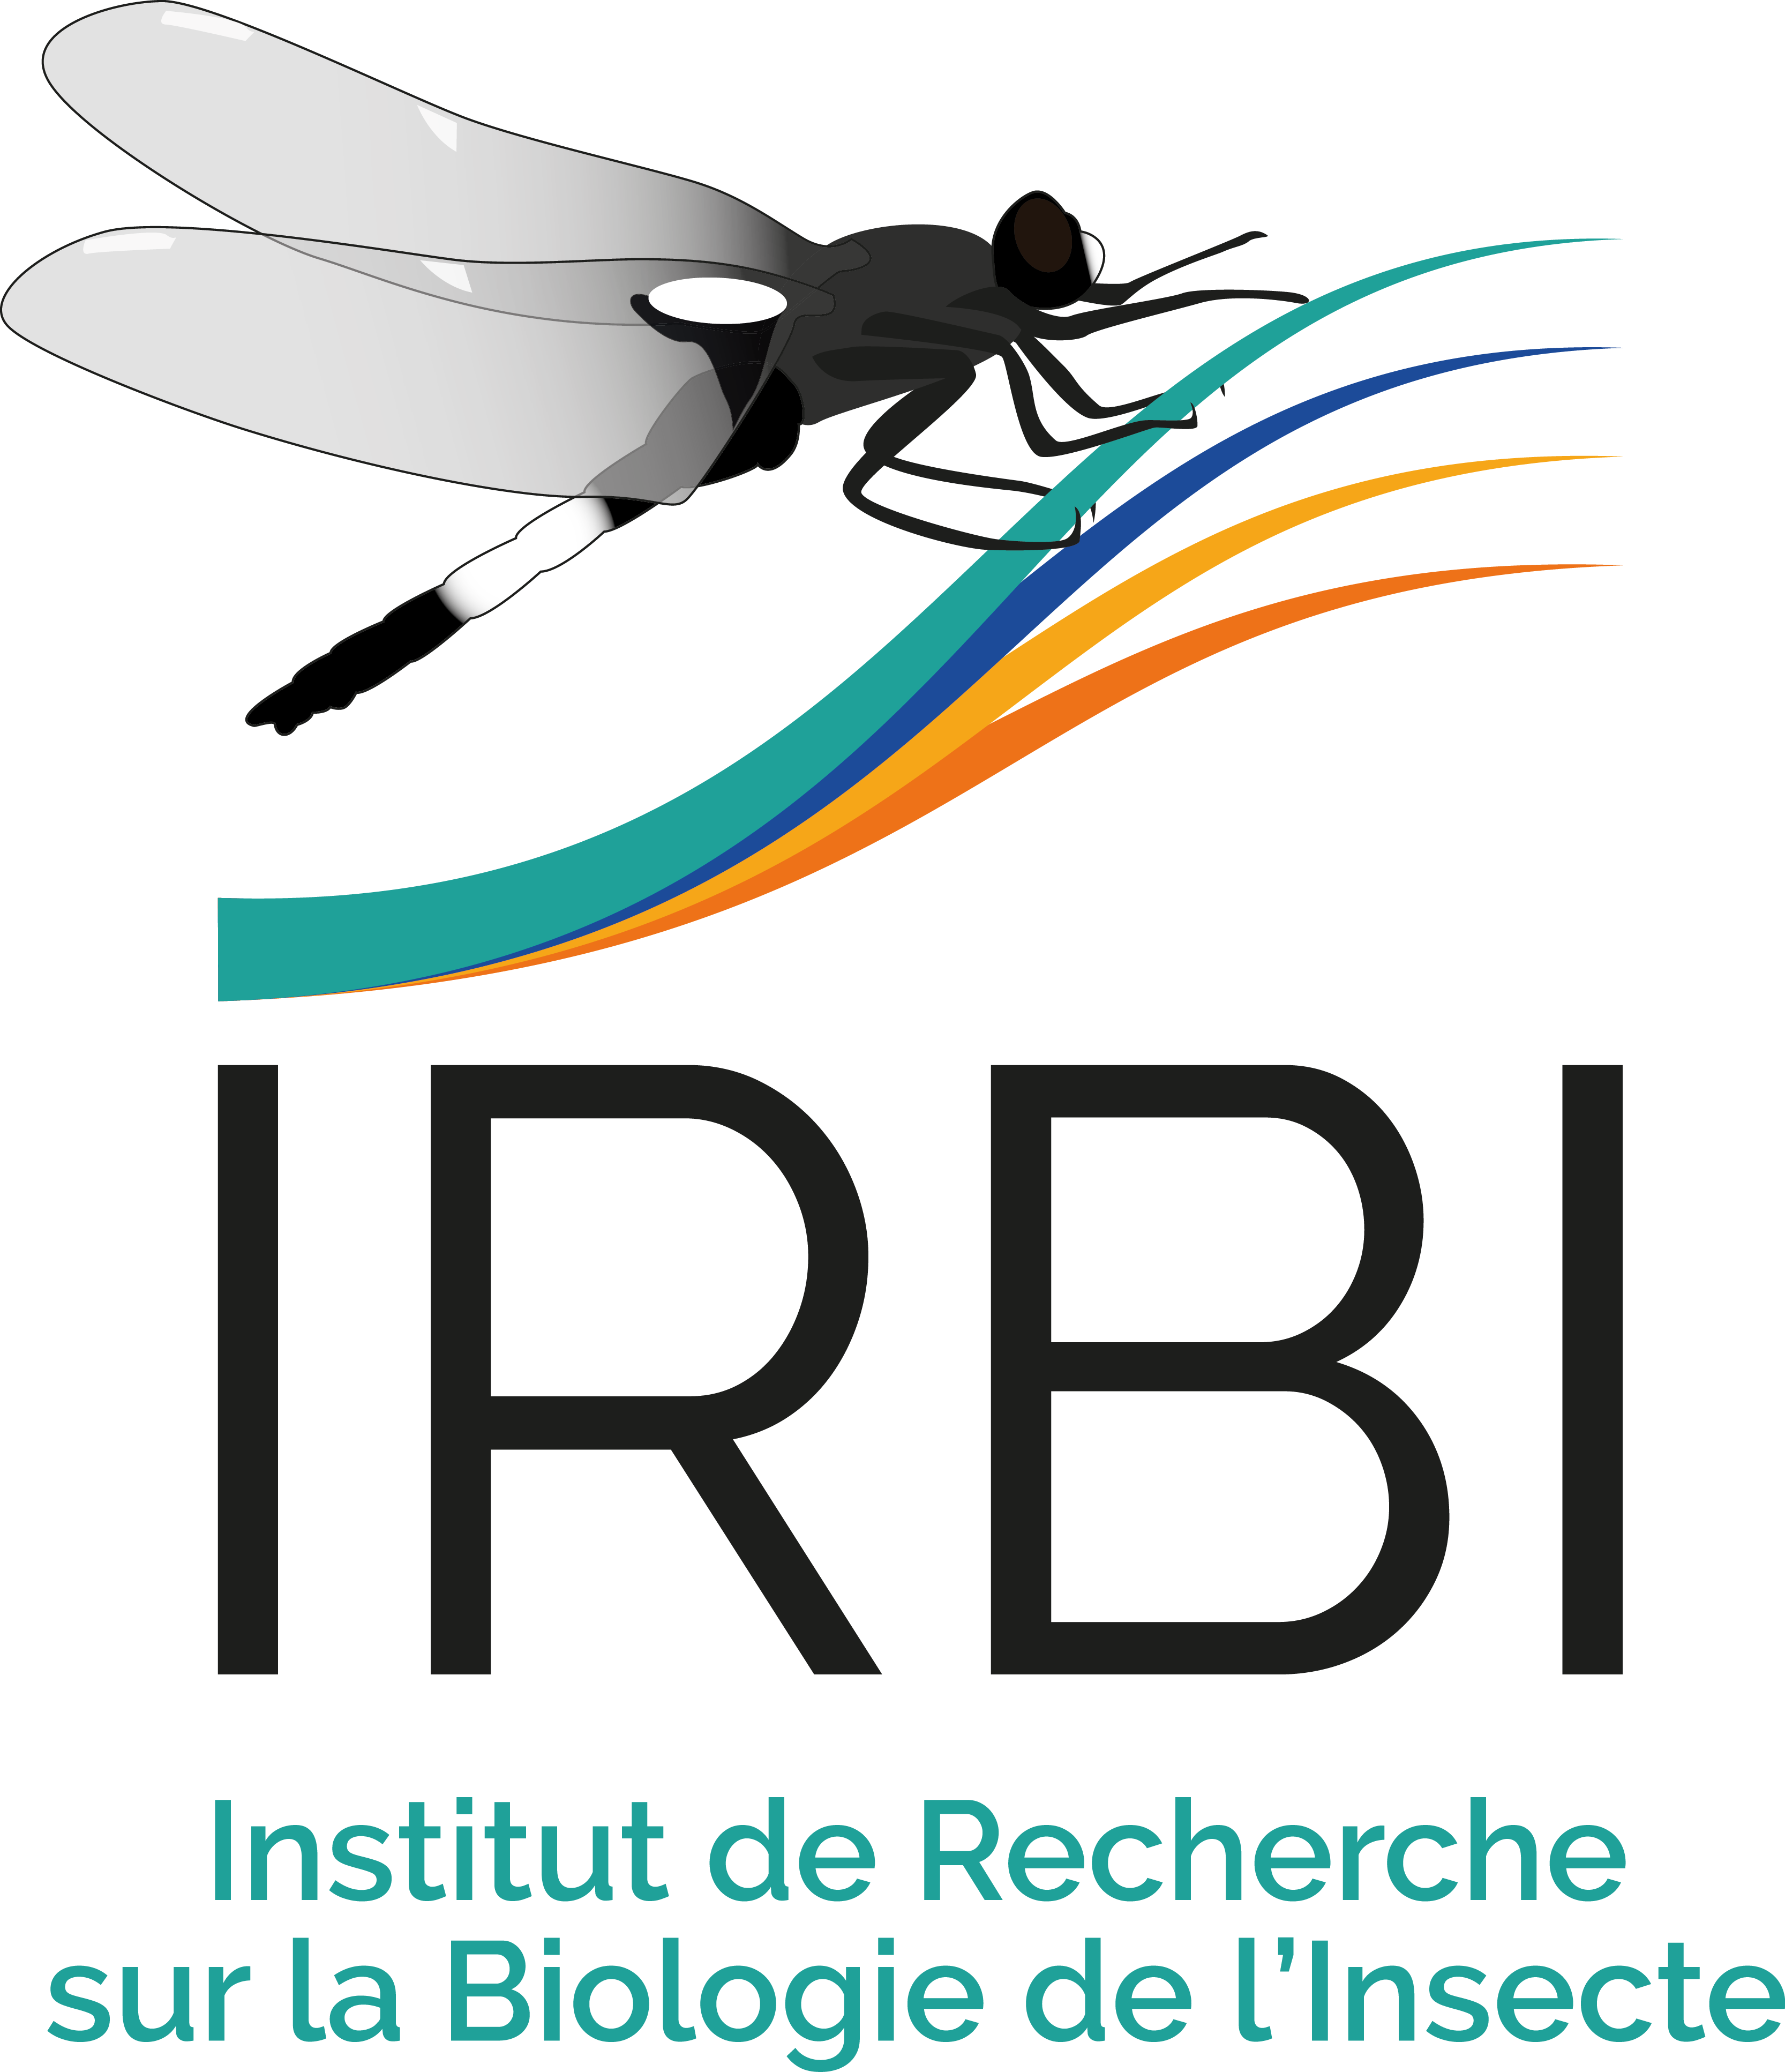 IRBI
Institut de Recherche
sur la Biologie de l’Insecte